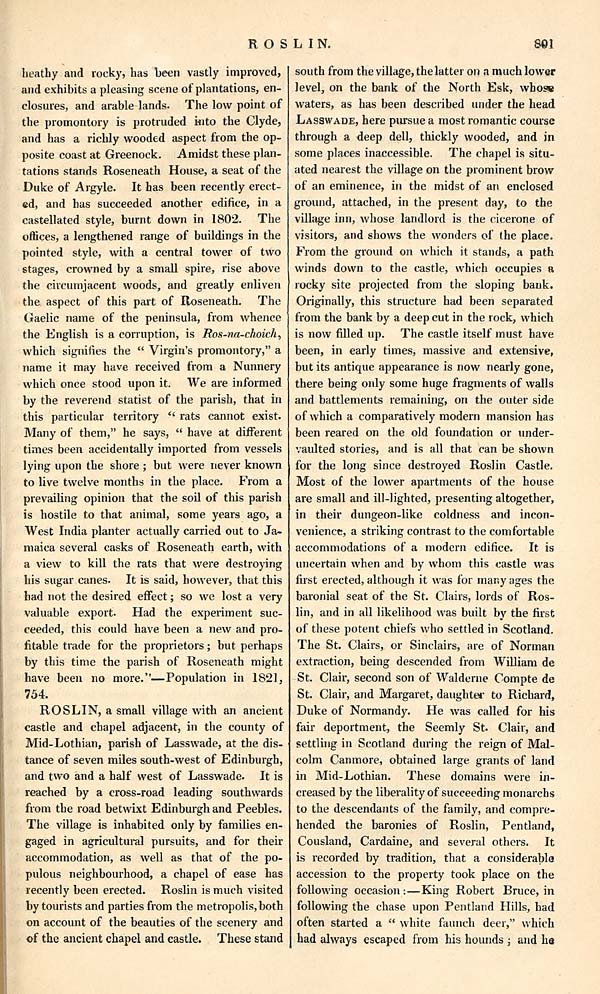 ROSLIN.
801
heathy and rocky, has been vastly improved,
and exhibits a pleasing scene of plantations, en-
closures, and arable lands. The low point of
the promontory is protruded into the Clyde,
and has a richly wooded aspect from the op-
posite coast at Greenock. Amidst these plan-
tations stands Roseneath House, a seat of the
Duke of Argyle. It has been recently erect-
ed, and has succeeded another edifice, in a
castellated style, burnt down in 1802. The
offices, a lengthened range of buildings in the
pointed style, with a central tower of two
stages, crowned by a small spire, rise above
the circumjacent woods, and greatly enliven
the aspect of this part of Roseneath. The
Gaelic name of the peninsula, from whence
the English is a corruption, is Ros-na-choich,
which signifies the “ Virgin's promontory,” a
name it may have received from a Nunnery
which once stood upon it. We are informed
by the reverend statist of the parish, that in
this particular territory “ rats cannot exist.
Many of them,” he says, “ have at different
times been accidentally imported from vessels
lying upon the shore ; but were never known
to live twelve months in the place. From a
prevailing opinion that the soil of this parish
is hostile to that animal, some years ago, a
West India planter actually carried out to Ja-
maica several casks of Roseneath earth, with
a view to kill the rats that were destroying
his sugar canes. It is said, however, that this
had not the desired effect ; so we lost a very
valuable export. Had the experiment suc-
ceeded, this could have been a new and pro-
fitable trade for the proprietors ; but perhaps
by this time the parish of Roseneath might
have been no more.”—Population in 1821,
754.
ROSLIN, a small village with an ancient
castle and chapel adjacent, in the county of
Mid-Lothian, parish of Lasswade, at the dis-
tance of seven miles south-west of Edinburgh,
and two and a half west of Lasswade. It is
reached by a cross-road leading southwards
from the road betwixt Edinburgh and Peebles.
The village is inhabited only by families en-
gaged in agricultural pursuits, and for their
accommodation, as well as that of the po-
pulous neighbourhood, a chapel of ease has
recently been erected. Roslin is much visited
by tourists and parties from the metropolis, both
on account of the beauties of the scenery and
of the ancient chapel and castle. These stand
south from the village, the latter on a much lower
level, on the bank of the North Esk, whose
waters, as has been described under the head
LASSWADE, here pursue a most romantic course
through a deep dell, thickly wooded, and in
some places inaccessible. The chapel is situ-
ated nearest the village on the prominent brow
of an eminence, in the midst of an enclosed
ground, attached, in the present day, to the
village inn, whose landlord is the cicerone of
visitors, and shows the wonders of the place.
From the ground on which it stands, a path
winds down to the castle, which occupies a
rocky site projected from the sloping bank.
Originally, this structure had been separated
from the bank by a deep cut in the rock, which
is now filled up. The castle itself must have
been, in early times, massive and extensive,
but its antique appearance is now nearly gone,
there being only some huge fragments of walls
and battlements remaining, on the outer side
of which a comparatively modern mansion has
been reared on the old foundation or under-
vaulted stories, and is all that can be shown
for the long since destroyed Roslin Castle.
Most of the lower apartments of the house
are small and ill-lighted, presenting altogether,
in their dungeon-like coldness and incon-
venience, a striking contrast to the comfortable
accommodations of a modern edifice. It is
uncertain when and by whom this castle was
first erected, although it was for many ages the
baronial seat of the St. Clairs, lords of Ros-
lin, and in all likelihood was built by the first
of these potent chiefs who settled in Scotland.
The St. Clairs, or Sinclairs, are of Norman
extraction, being descended from William de
St. Clair, second son of Walderne Compte de
St. Clair, and Margaret, daughter to Richard,
Duke of Normandy. He was called for his
fair deportment, the Seemly St. Clair, and
settling in Scotland during the reign of Mal-
colm Canmore, obtained large grants of land
in Mid-Lothian. These domains were in-
creased by the liberality of succeeding monarchs
to the descendants of the family, and compre-
hended the baronies of Roslin, Pentland,
Cousland, Cardaine, and several others. It
is recorded by tradition, that a considerable
accession to the property took place on the
following occasion :—King Robert Bruce, in
following the chase upon Pentland Hills, had
often started a “ white faunch deer,” which
had always escaped from his hounds ; and he